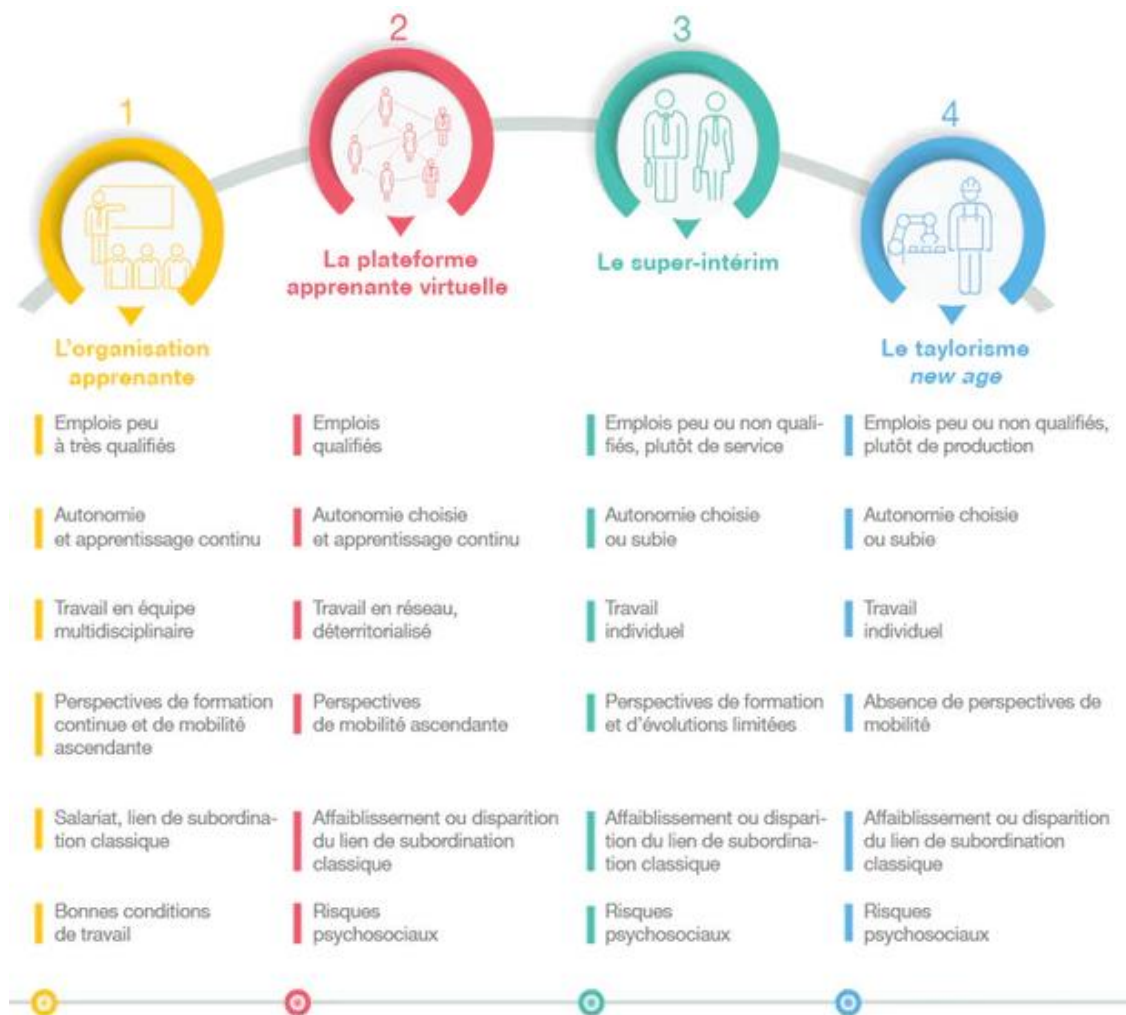 1
L'organisation
apprenante
Emplois peu
à très qualifiés
Autonomie
et apprentissage continu
Travail en équipe
multidisciplinaire
Perspectives de formation
continue et de mobilité
ascendante
Salariat, lien de subordina-
tion classique
Bonnes conditions
de travail
2
La plateforme
apprenante virtuelle
Emplois
qualifiés
Autonomie choisie
et apprentissage continu
Travail en réseau,
déterritorialisé
Perspectives
de mobilité ascendante
Affaiblissement ou disparition
du lien de subordination
classique
Risques
psychosociaux
3
Le super-intérim
Emplois peu ou non quali-
fiés, plutôt de service
Autonomie choisie
ou subie
Travail
individuel
Perspectives de formation
et d'évolutions limitées
Affaiblissement ou dispari-
tion du lien de subordina-
tion classique
Risques
psychosociaux
4
Le taylorisme
new age
Emplois peu ou non qualifiés,
plutôt de production
Autonomie choisie
ou subie
Travail
individuel
Absence de perspectives de
mobilité
Affaiblissement ou disparition
du lien de subordination
classique
Risques
psychosociaux